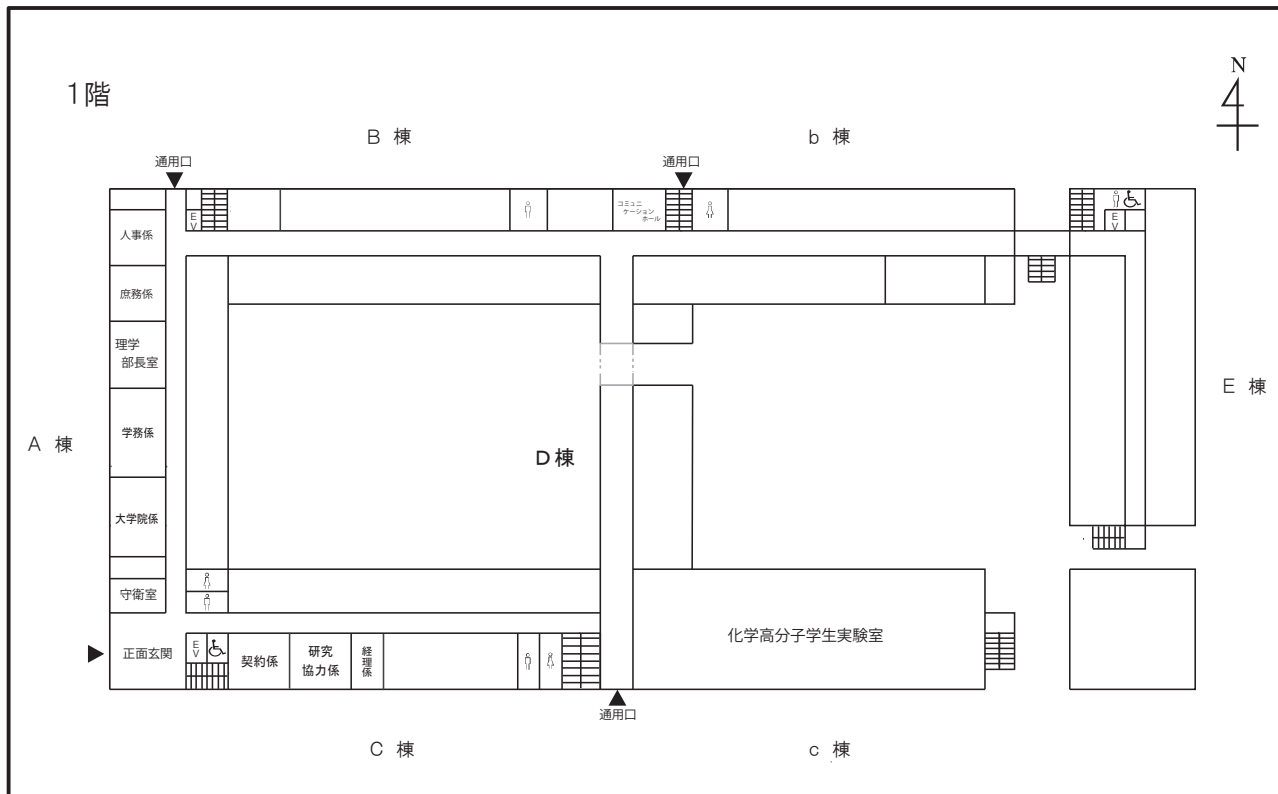 N
1階
B 棟
b 棟
通用口
通用口
E
V
コミュニ
ケーション
ホール
E
V
人事係
庶務係
理学
部長室
A 棟
学務係
D棟
E 棟
大学院係
守衛室
正面玄関
E
V
契約係
研究
協力係
経
理
係
化学高分子学生実験室
通用口
C 棟
c 棟